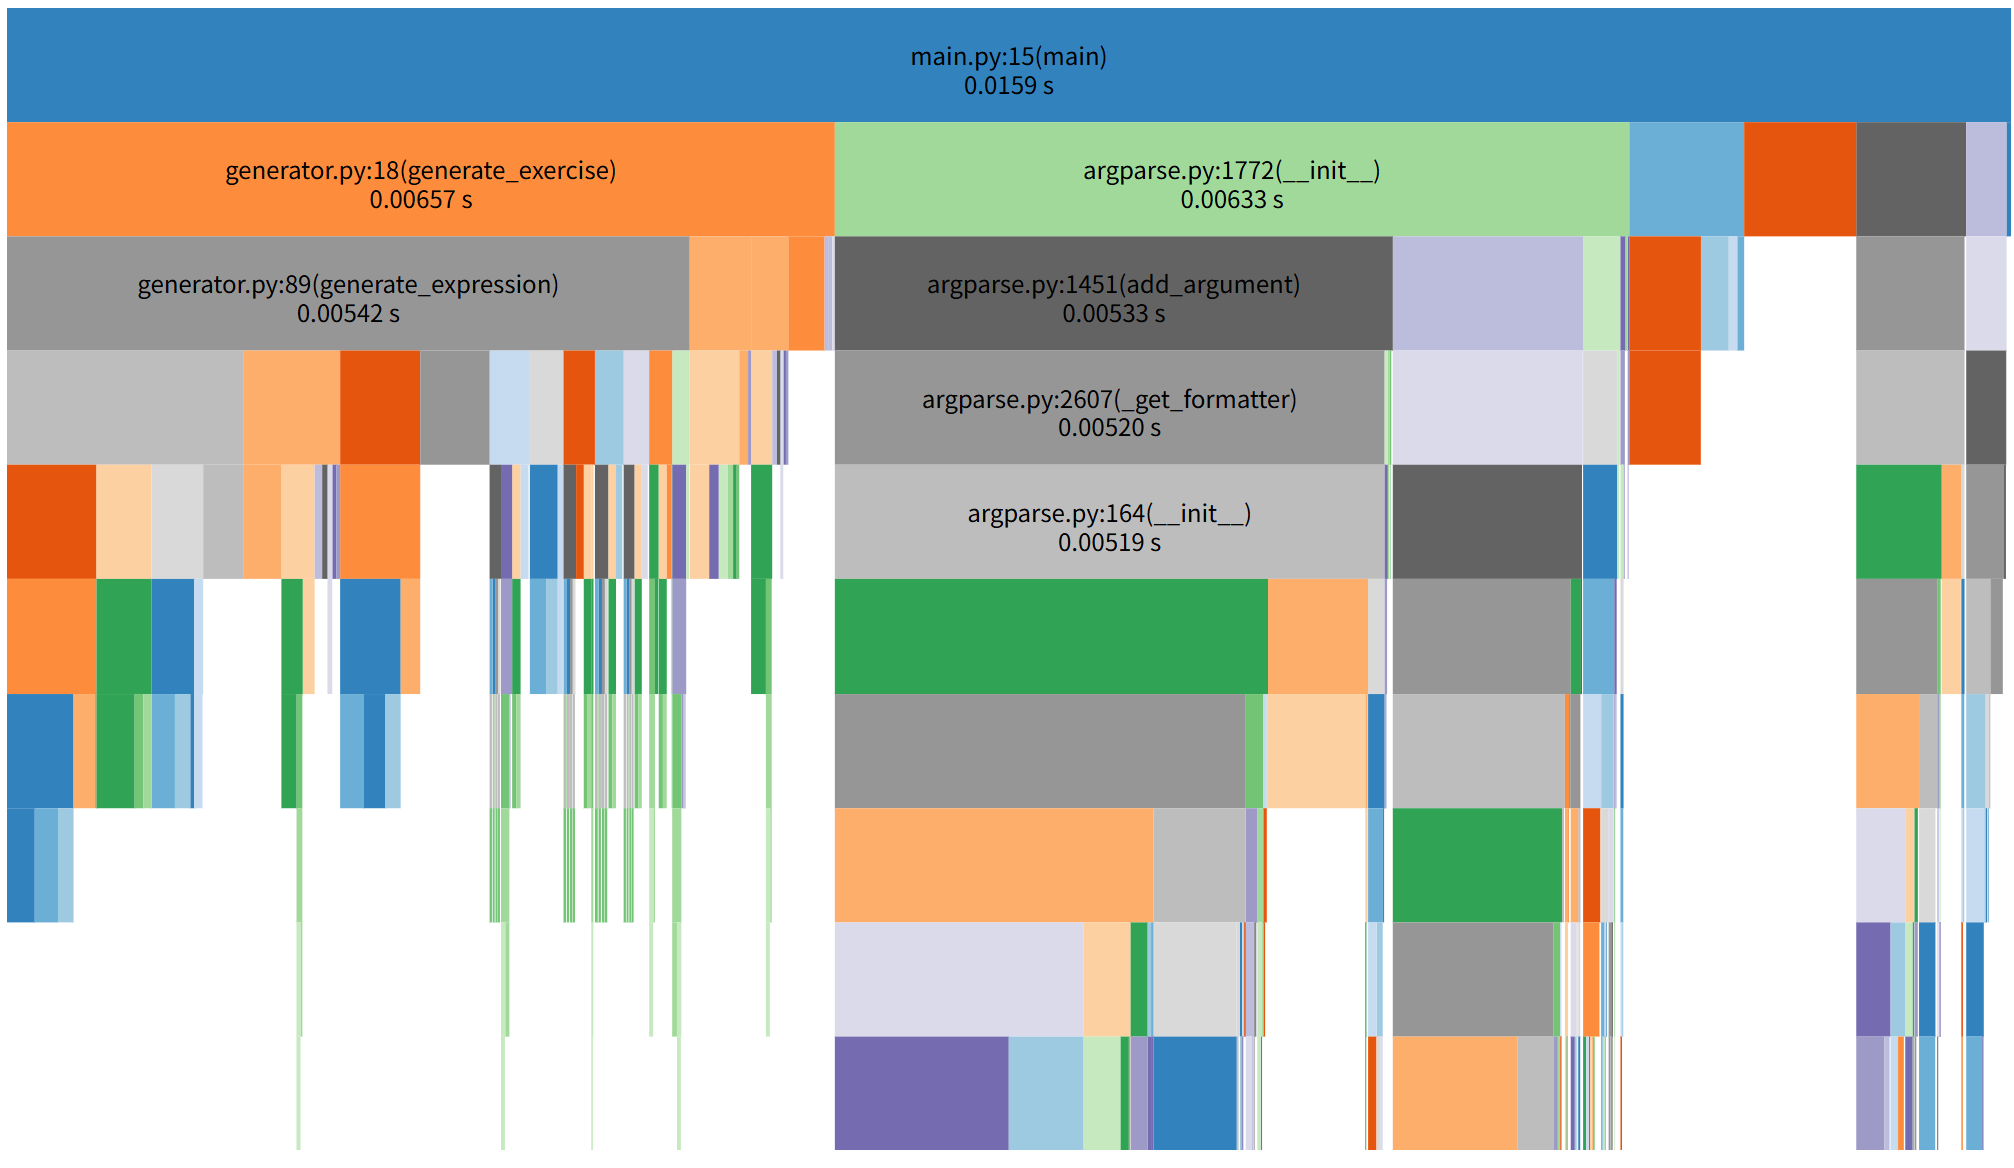 main.py:15(main)
0.0159 s
generator.py:18(generate_exercise)
0.00657 s
argparse.py:1772(__init__)
0.00633 s
generator.py:89(generate_expression)
0.00542 s
argparse.py:1451(add_argument)
0.00533 s
argparse.py:2607(_get_formatter)
0.00520 s
argparse.py:164(__init__)
0.00519 s